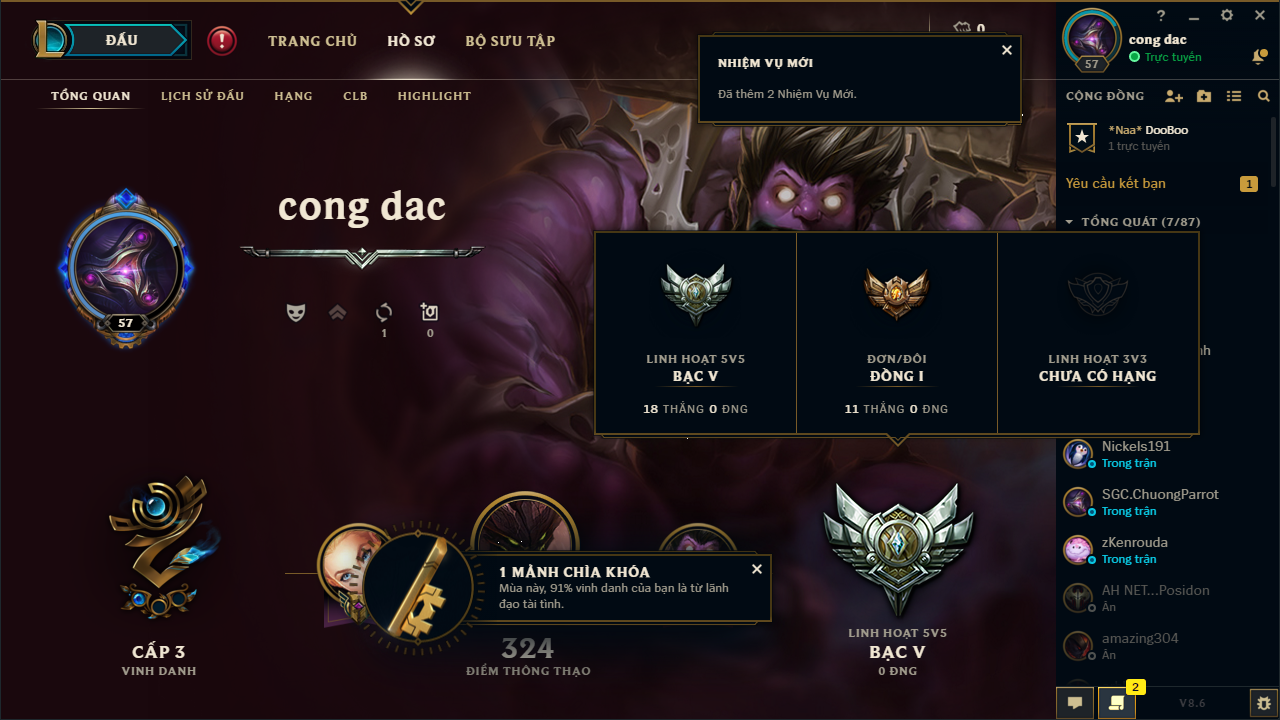 ĐẤU
TRANG CHỦ
HỒ SƠ
BỘ SƯU TẬP
0
TỔNG QUAN
LỊCH SỬ ĐẤU
HẠNG
CLB
HIGHLIGHT
NHIỆM VỤ MỚI
Đã thêm 2 Nhiệm Vụ Mới.
cong dac
Trực tuyến
57
CỘNG ĐỒNG
*Naa* DooBoo
1 trực tuyến
Yêu cầu kết bạn
1
TỔNG QUÁT (7/87)
cong dac
57
1
0
LINH HOẠT 5V5
BẠC V
18 THẮNG 0 ĐNG
ĐƠN/ĐÔI
ĐỒNG I
11 THẮNG 0 ĐNG
LINH HOẠT 3V3
CHƯA CÓ HẠNG
Nickels191
Trong trận
SGC.ChuongParrot
Trong trận
zKenrouda
Trong trận
AH NET...Posidon
Ẩn
amazing304
Ẩn
1 MẢNH CHÌA KHÓA
Mùa này, 91% vinh danh của bạn là từ lãnh
đạo tài tình.
CẤP 3
VINH DANH
324
ĐIỂM THÔNG THẠO
LINH HOẠT 5V5
BẠC V
0 ĐNG
2
V8.6